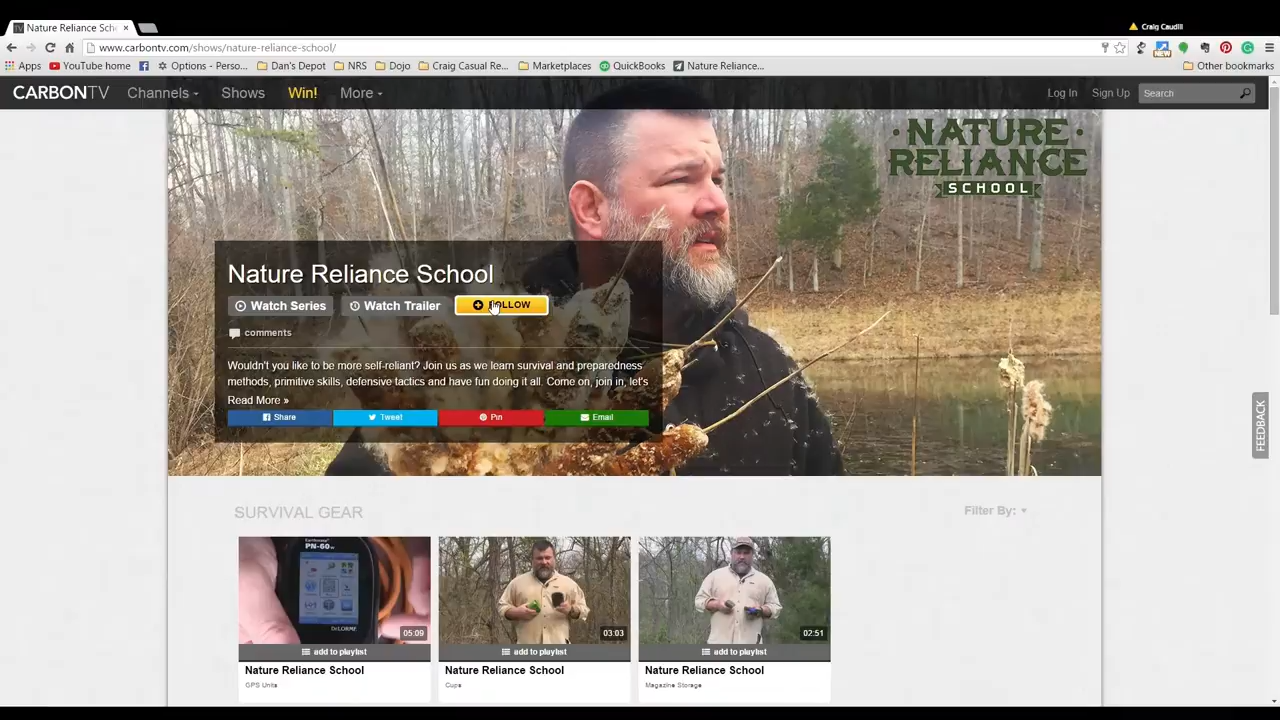 Nature Reliance Sch
Craig Caudill
www.carbontv.com/shows/nature-reliance-school/
Apps YouTube home Options - Perso... Dan's Depot NRS Dojo Craig Casual Re... Marketplaces QuickBooks Nature Reliance... Other bookmarks
CARBONTV Channels Shows Win! More Log In Sign Up Search
· NATURE ·
RELIANCE
SCHOOL
Nature Reliance School
Watch Series Watch Trailer FOLLOW
comments
Wouldn't you like to be more self-reliant? Join us as we learn survival and preparedness
methods, primitive skills, defensive tactics and have fun doing it all. Come on, join in, let's
Read More »
Share Tweet Pin Email
FEEDBACK
SURVIVAL GEAR Filter By:
PN-60w
DELORME
05:09 03:03 02:51
add to playlist add to playlist add to playlist
Nature Reliance School Nature Reliance School Nature Reliance School
GPS Units Cups Magazine Storage